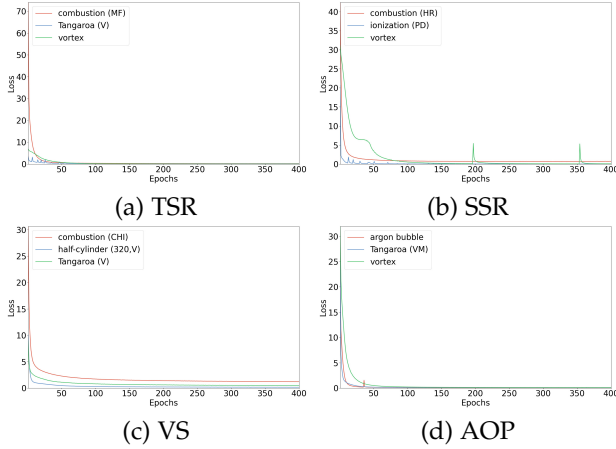 70
60
50
40
30
20
10
0
Loss
combustion (MF)
Tangaroa (V)
vortex
50 100 150 200 250 300 350 400
Epochs
(a) TSR
40
35
30
25
20
15
10
5
0
Loss
combustion (HR)
ionization (PD)
vortex
50 100 150 200 250 300 350 400
Epochs
(b) SSR
30
25
20
15
10
5
0
Loss
combustion (CHI)
half-cylinder (320,V)
Tangaroa (V)
50 100 150 200 250 300 350 400
Epochs
(c) VS
30
25
20
15
10
5
0
Loss
argon bubble
Tangaroa (VM)
vortex
50 100 150 200 250 300 350 400
Epochs
(d) AOP